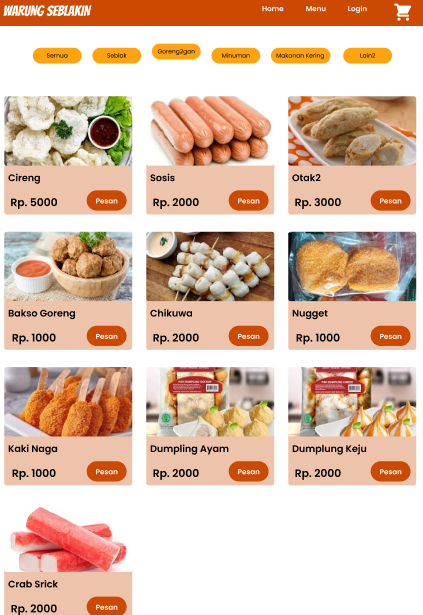 WARUNG SEBLAKIN
Home Menu Login
Semua Seblak Goreng2gan Minuman Makanan Kering Lain2
Cireng Sosis Otak2
Rp. 5000 Pesan Rp. 2000 Pesan Rp. 3000 Pesan
Bakso Goreng Chikuwa Nugget
Rp. 1000 Pesan Rp. 2000 Pesan Rp. 1000 Pesan
Kaki Naga Dumpling Ayam Dumplung Keju
Rp. 1000 Pesan Rp. 2000 Pesan Rp. 2000 Pesan
Crab Srick
Rp. 2000 Pesan